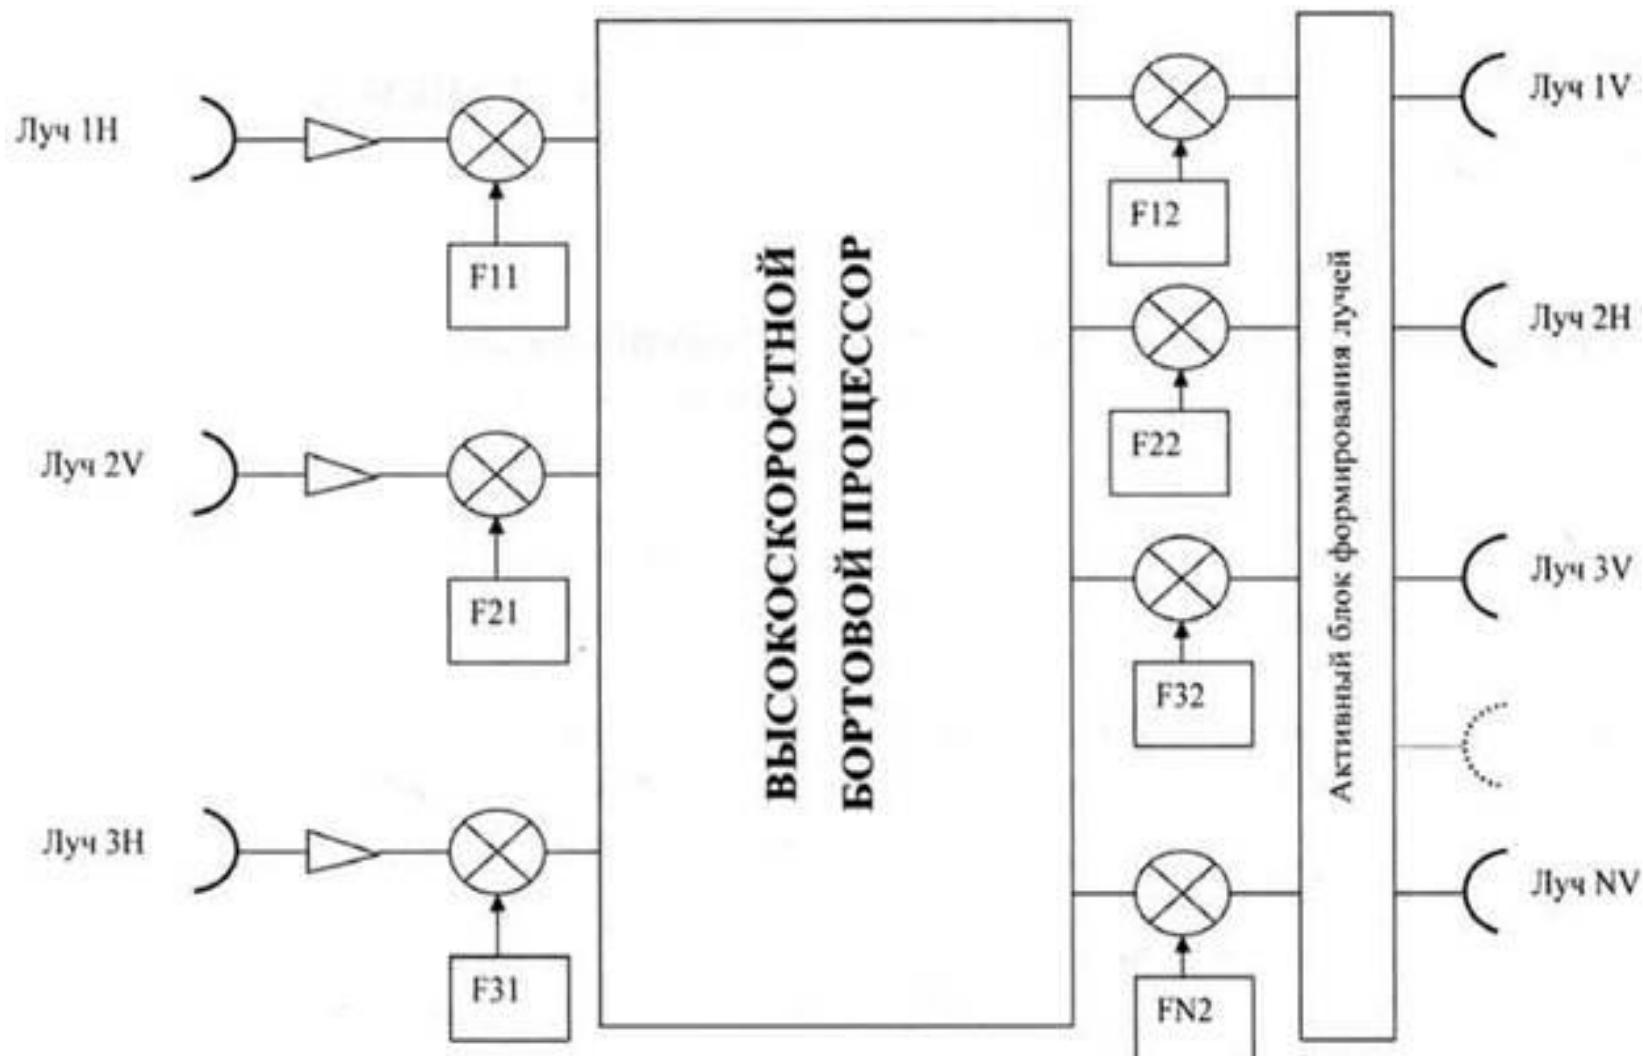 Луч 1H
F11
Луч 2V
F21
Луч 3H
F31
ВЫСОКОСКОРОСТНОЙ
БОРТОВОЙ ПРОЦЕССОР
F12
F22
F32
FN2
Активный блок формирования лучей
Луч 1V
Луч 2H
Луч 3V
Луч NV